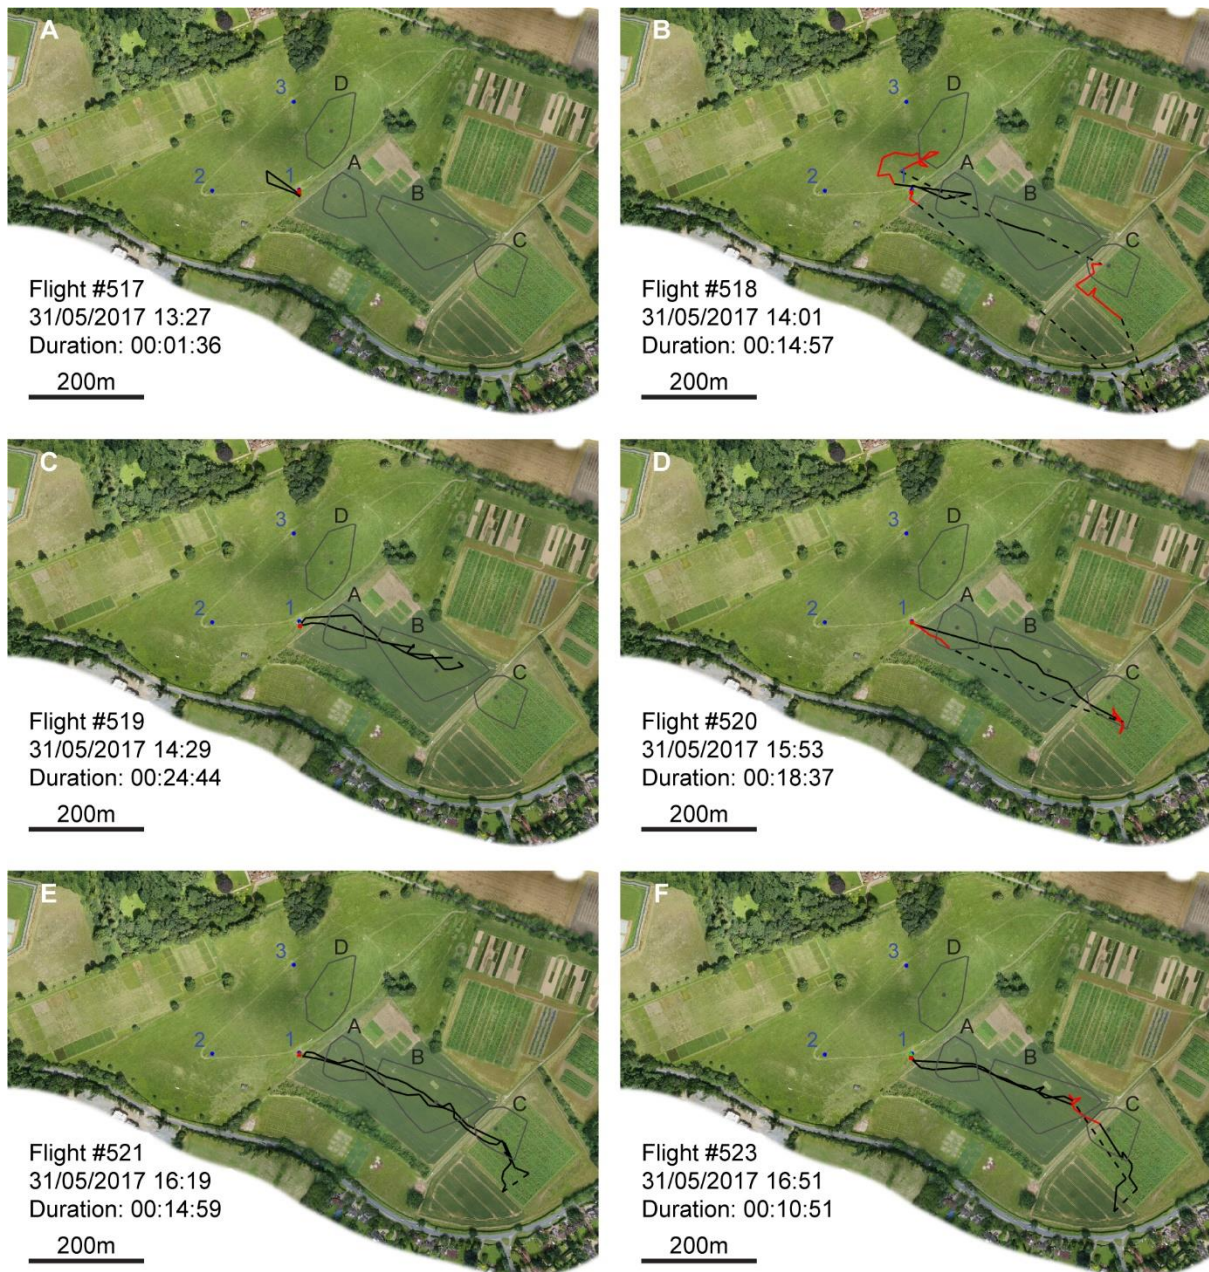 A
B
3
D
A
2
1
B
C
Flight #517
31/05/2017 13:27
Duration: 00:01:36
200m
3
D
A
2
1
B
C
Flight #518
31/05/2017 14:01
Duration: 00:14:57
200m
C
D
3
D
A
2
1
B
C
Flight #519
31/05/2017 14:29
Duration: 00:24:44
200m
3
D
A
2
1
B
C
Flight #520
31/05/2017 15:53
Duration: 00:18:37
200m
E
F
3
D
A
2
1
B
C
Flight #521
31/05/2017 16:19
Duration: 00:14:59
200m
3
D
A
2
1
B
C
Flight #523
31/05/2017 16:51
Duration: 00:10:51
200m